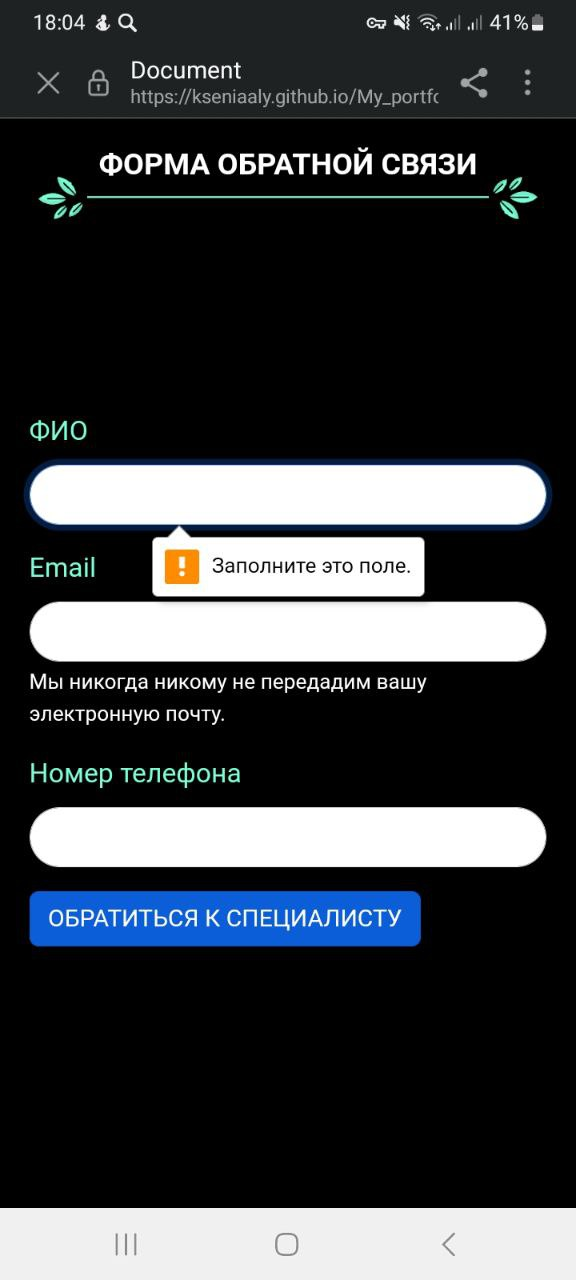 18:04 41%
Document
https://kseniaaly.github.io/My_portfo
ФОРМА ОБРАТНОЙ СВЯЗИ
ФИО
Заполните это поле.
Email
Мы никогда никому не передадим вашу
электронную почту.
Номер телефона
ОБРАТИТЬСЯ К СПЕЦИАЛИСТУ